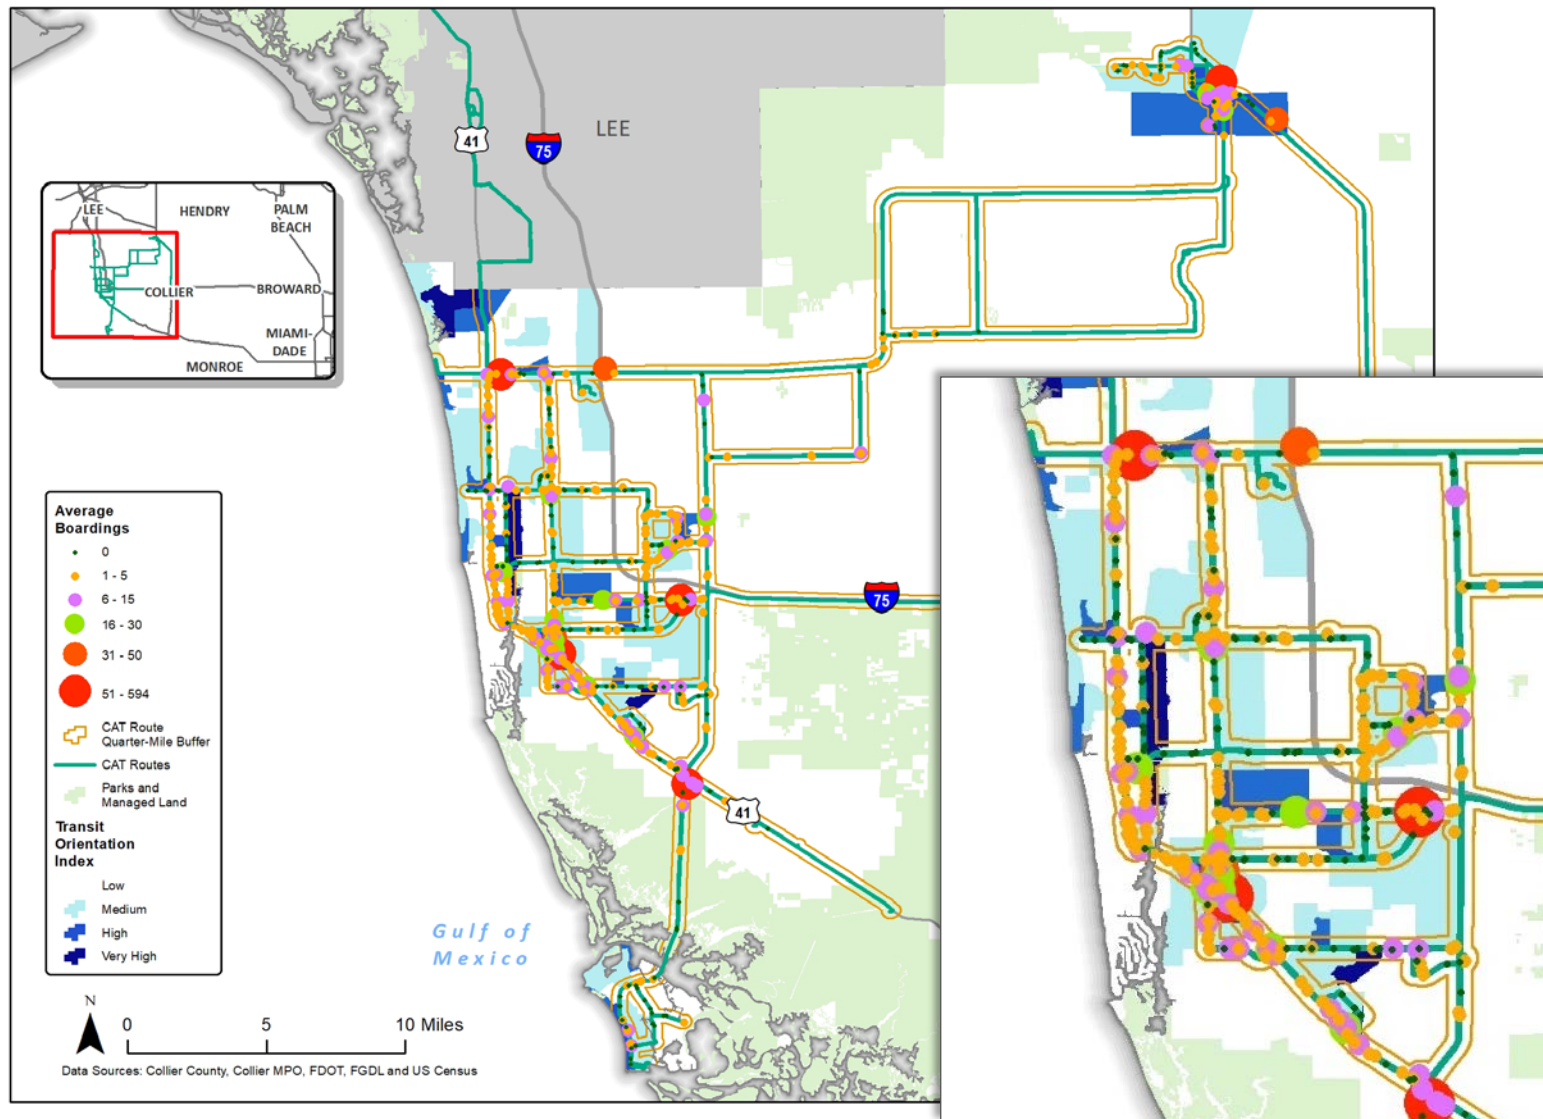 41
75
LEE
LEE
HENDRY
PALM
BEACH
COLLIER
BROWARD
MIAMI-
DADE
MONROE
75
41
Average
Boardings
0
1 - 5
6 - 15
16 - 30
31 - 50
51 - 594
CAT Route
Quarter-Mile Buffer
CAT Routes
Parks and
Managed Land
Transit
Orientation
Index
Low
Medium
High
Very High
Gulf of
Mexico
N
0 5 10 Miles
Data Sources: Collier County, Collier MPO, FDOT, FGDL and US Census